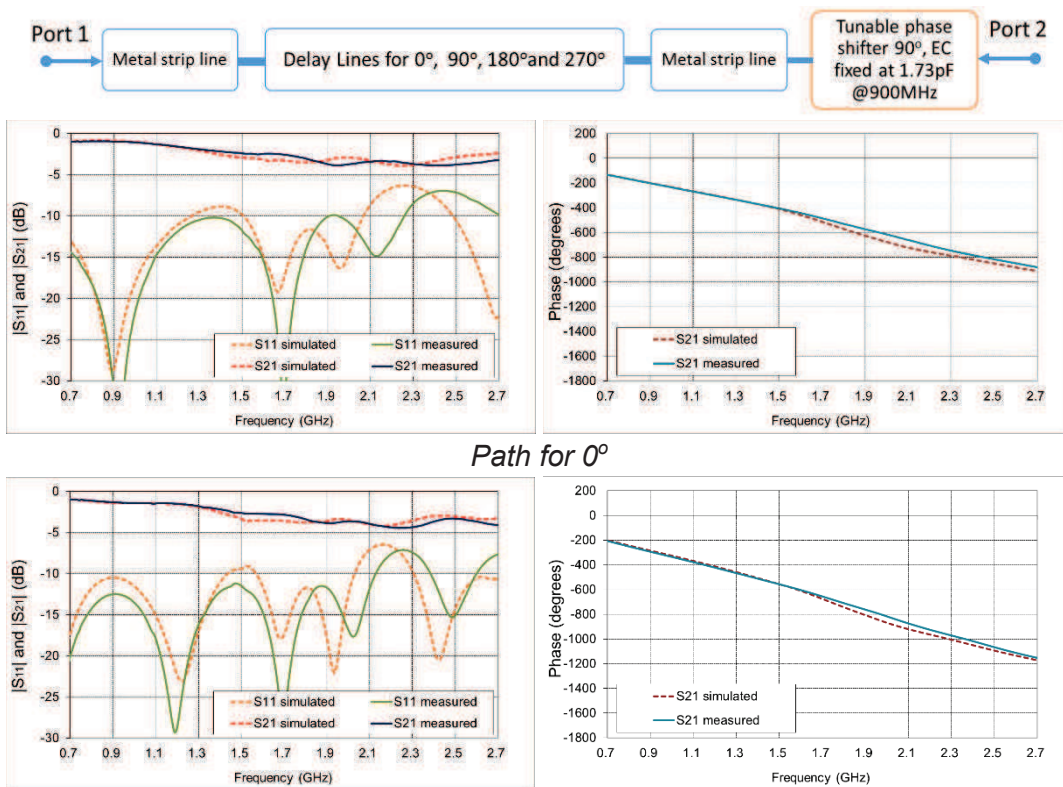 Port 1
Metal strip line
Delay Lines for 0°, 90°, 180°and 270°
Metal strip line
Tunable phase
shifter 90°, EC
fixed at 1.73pF
@900MHz
Port 2
|S11| and |S21| (dB)
0
-5
-10
-15
-20
-25
-30
S11 simulated
S11 measured
S21 simulated
S21 measured
0.7 0.9 1.1 1.3 1.5 1.7 1.9 2.1 2.3 2.5 2.7
Frequency (GHz)
Phase (degrees)
200
0
-200
-400
-600
-800
-1000
-1200
-1400
-1600
-1800
S21 simulated
S21 measured
0.7 0.9 1.1 1.3 1.5 1.7 1.9 2.1 2.3 2.5 2.7
Frequency (GHz)
Path for 0°
|S11| and |S21| (dB)
0
-5
-10
-15
-20
-25
-30
S11 simulated
S11 measured
S21 simulated
S21 measured
0.7 0.9 1.1 1.3 1.5 1.7 1.9 2.1 2.3 2.5 2.7
Frequency (GHz)
Phase (degrees)
200
0
-200
-400
-600
-800
-1000
-1200
-1400
-1600
-1800
S21 simulated
S21 measured
0.7 0.9 1.1 1.3 1.5 1.7 1.9 2.1 2.3 2.5 2.7
Frequency (GHz)